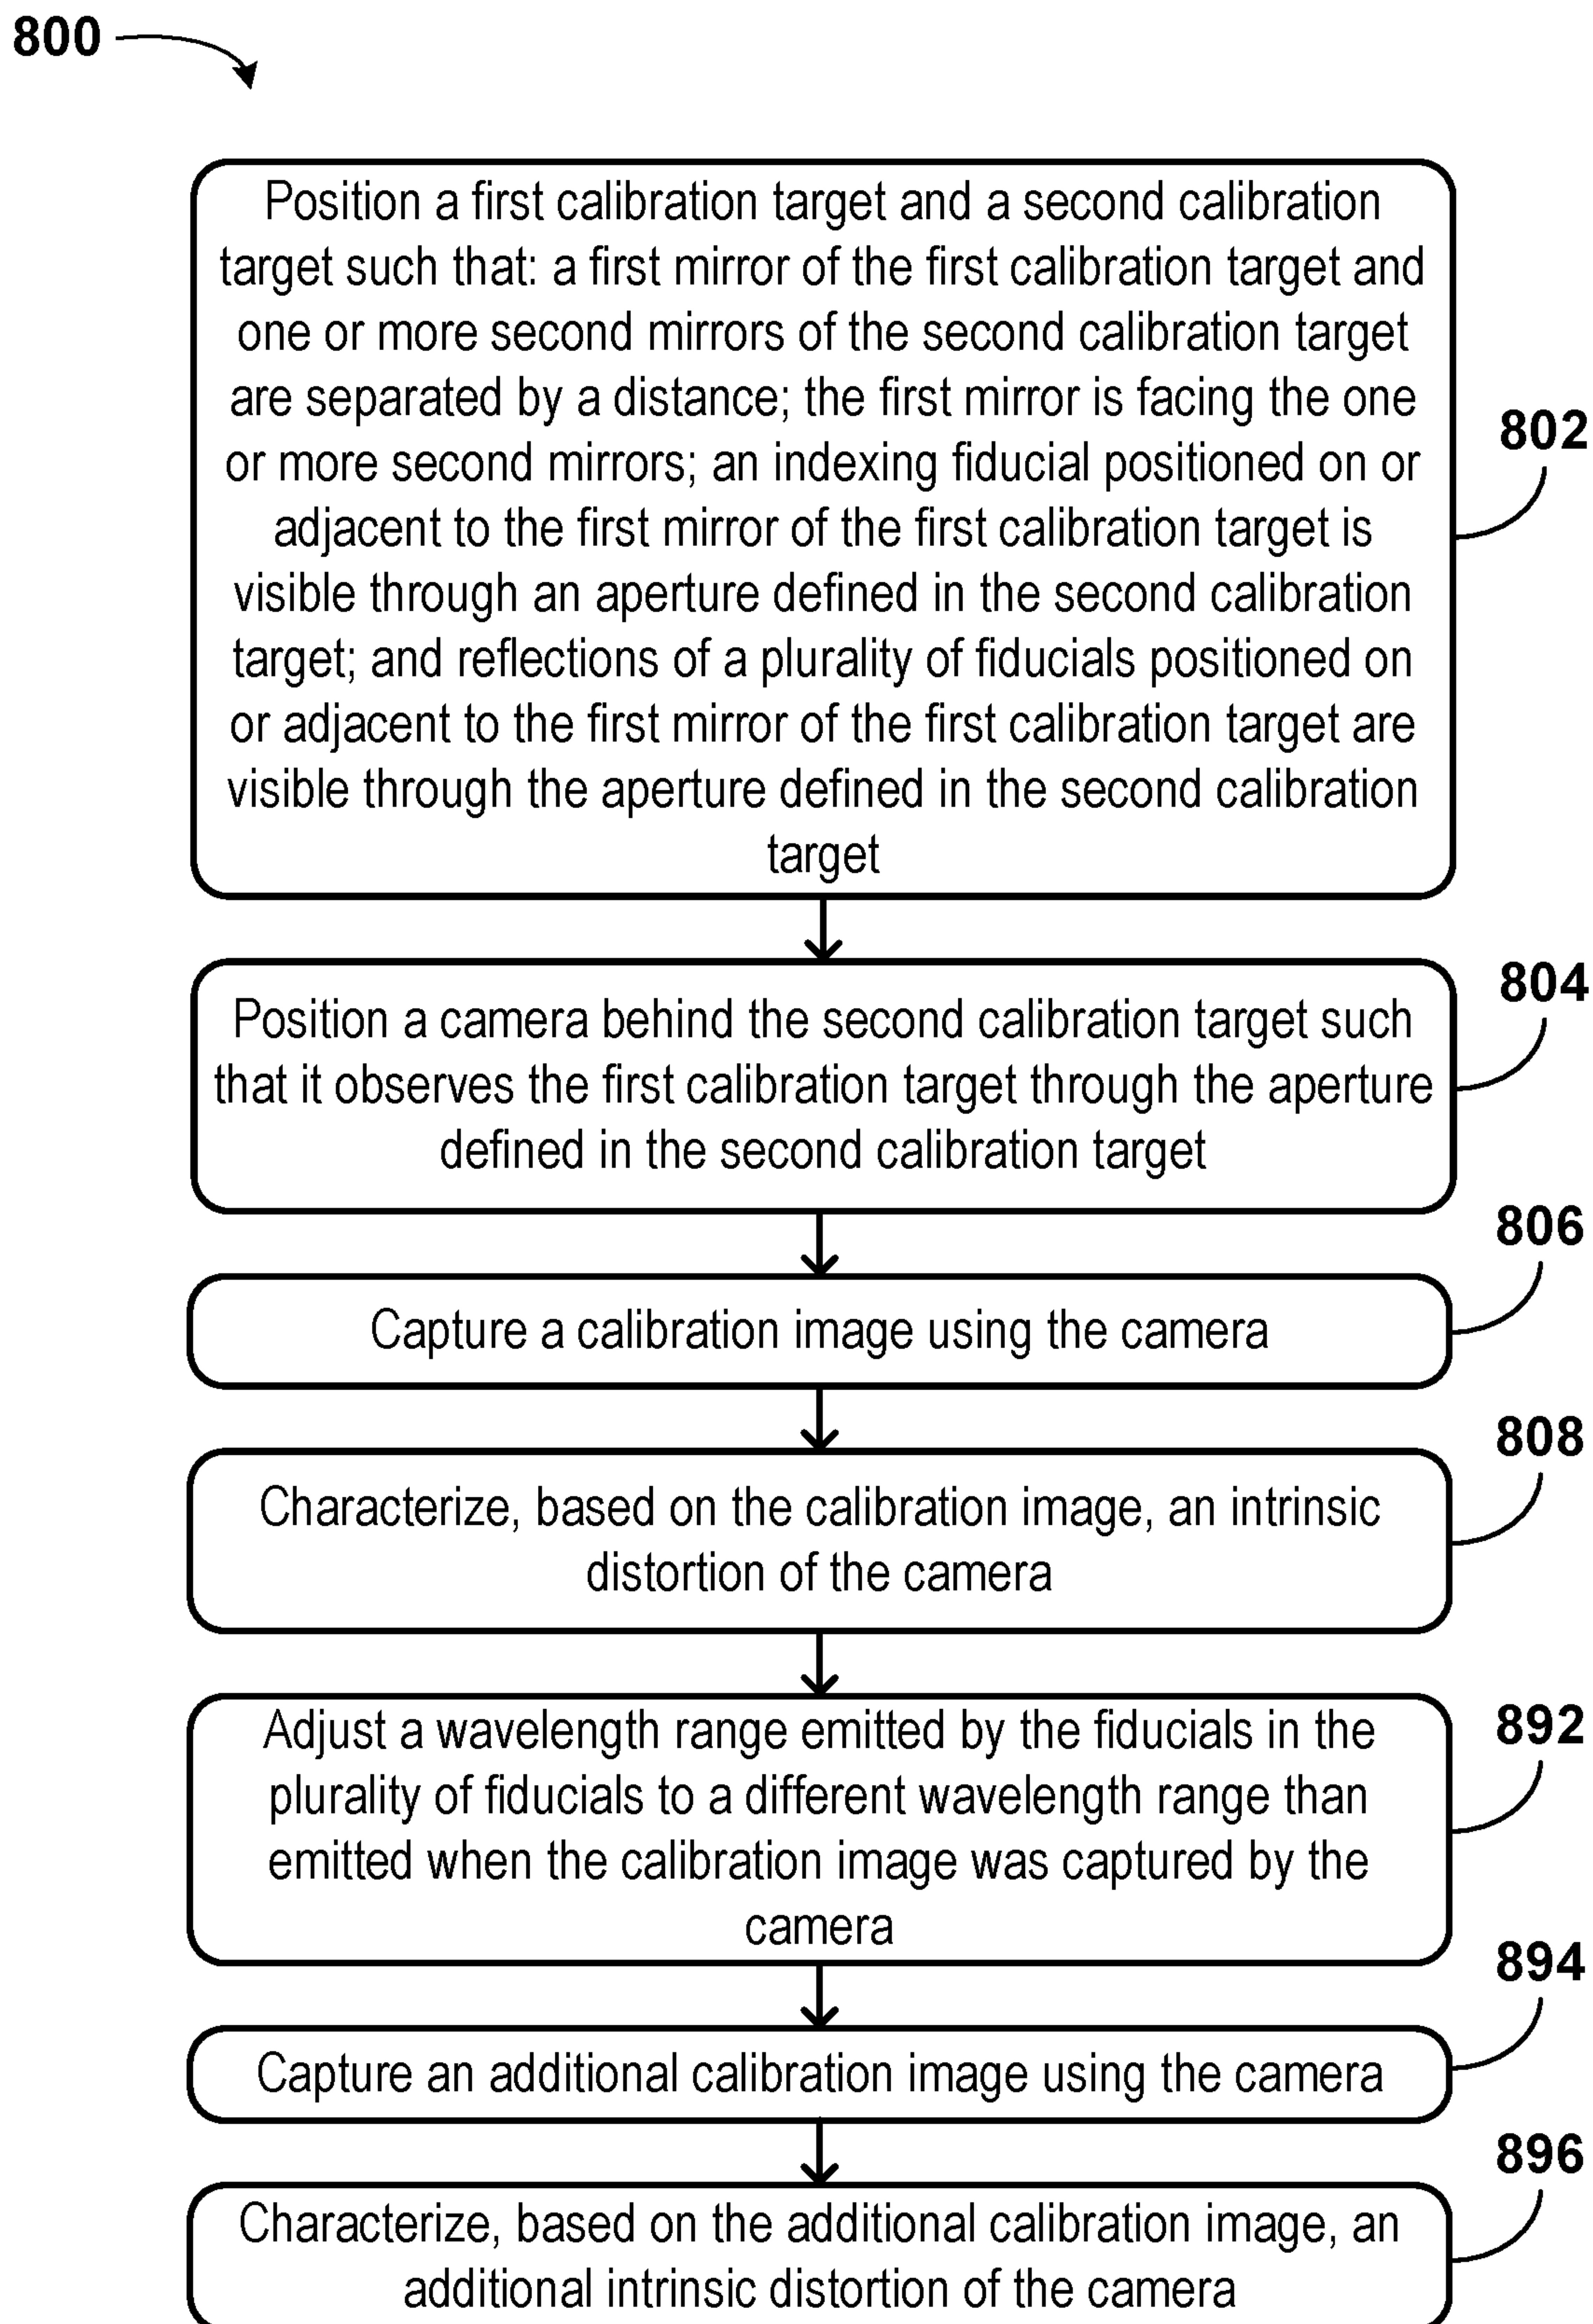 800
Position a first calibration target and a second calibration
target such that: a first mirror of the first calibration target and
one or more second mirrors of the second calibration target
are separated by a distance; the first mirror is facing the one
or more second mirrors; an indexing fiducial positioned on or
adjacent to the first mirror of the first calibration target is
visible through an aperture defined in the second calibration
target; and reflections of a plurality of fiducials positioned on
or adjacent to the first mirror of the first calibration target are
visible through the aperture defined in the second calibration
target
802
Position a camera behind the second calibration target such
that it observes the first calibration target through the aperture
defined in the second calibration target
804
Capture a calibration image using the camera
806
Characterize, based on the calibration image, an intrinsic
distortion of the camera
808
Adjust a wavelength range emitted by the fiducials in the
plurality of fiducials to a different wavelength range than
emitted when the calibration image was captured by the
camera
892
Capture an additional calibration image using the camera
894
Characterize, based on the additional calibration image, an
additional intrinsic distortion of the camera
896